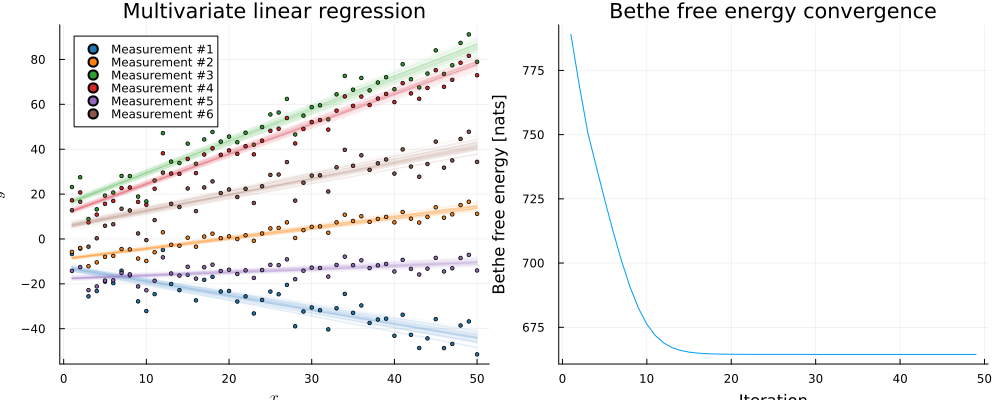 Multivariate linear regression
Measurement #1
Measurement #2
Measurement #3
Measurement #4
Measurement #5
Measurement #6
80
60
40
20
0
−20
−40
0
10
20
30
40
50
x
Bethe free energy convergence
Bethe free energy [nats]
775
750
725
700
675
0
10
20
30
40
50
Iteration